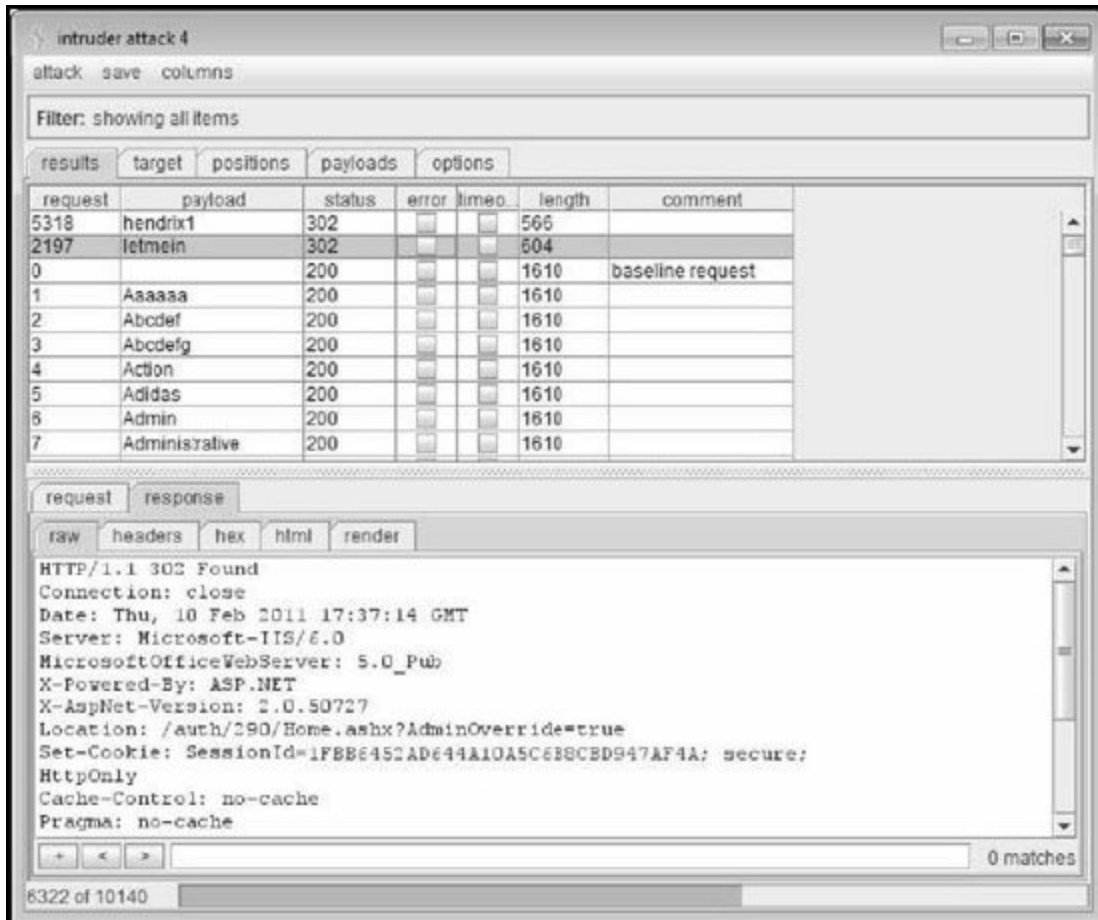 intruder attack 4
attack save columns
Filter: showing all items
results target positions payloads options
request payload status error timeo... length comment
5318 hendrix1 302 566
2197 letmein 302 604
0 200 1610 baseline request
1 Aaaaaa 200 1610
2 Abcdef 200 1610
3 Abcdefg 200 1610
4 Action 200 1610
5 Adidas 200 1610
6 Admin 200 1610
7 Administrative 200 1610
request response
raw headers hex html render
HTTP/1.1 302 Found
Connection: close
Date: Thu, 10 Feb 2011 17:37:14 GMT
Server: Microsoft-IIS/6.0
MicrosoftOfficeWebServer: 5.0_Pub
X-Powered-By: ASP.NET
X-AspNet-Version: 2.0.50727
Location: /auth/290/Home.ashx?AdminOverride=true
Set-Cookie: SessionId=1FBB6452AD644A10A5C6B8CBD947AF4A; secure;
HttpOnly
Cache-Control: no-cache
Pragma: no-cache
+ < > 0 matches
6322 of 10140